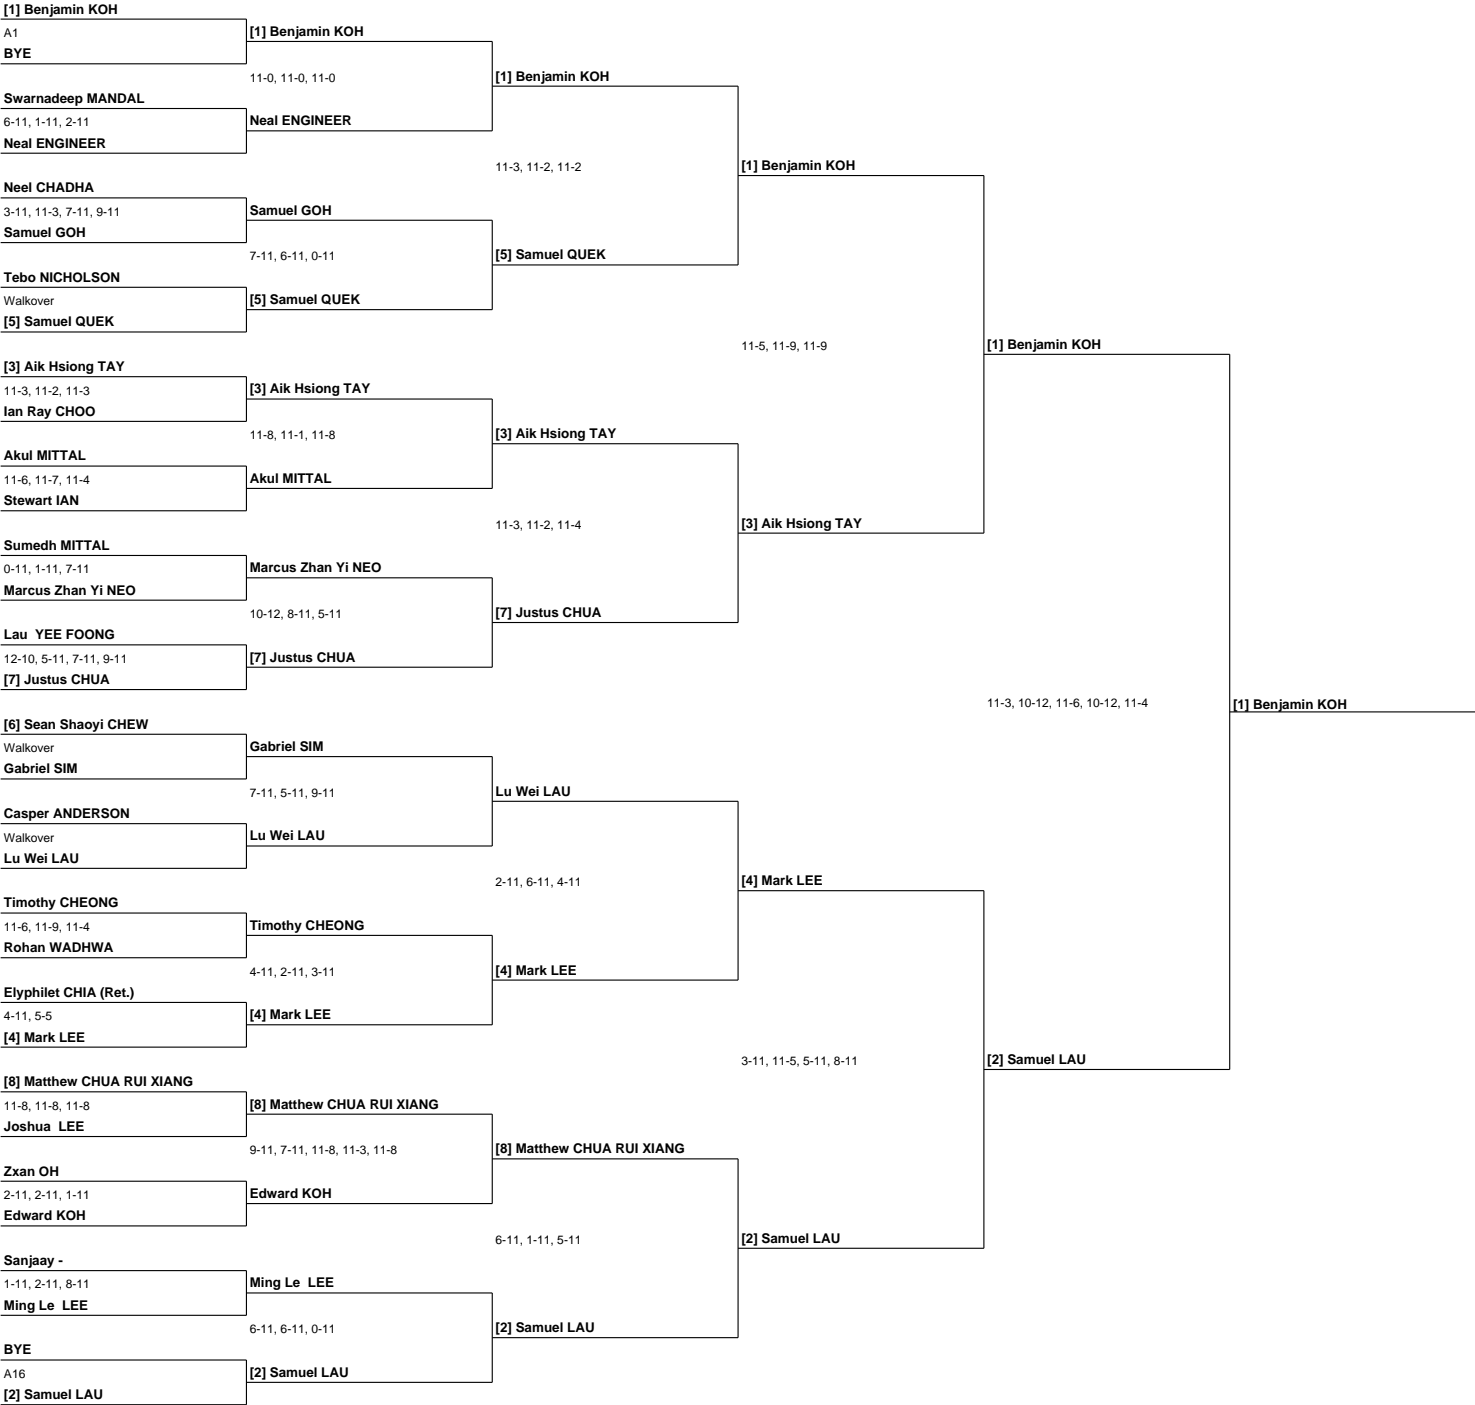 [1] Benjamin KOH
A1
[1] Benjamin KOH
BYE
11-0, 11-0, 11-0
[1] Benjamin KOH
Swarnadeep MANDAL
6-11, 1-11, 2-11
Neal ENGINEER
Neal ENGINEER
11-3, 11-2, 11-2
[1] Benjamin KOH
Neel CHADHA
3-11, 11-3, 7-11, 9-11
Samuel GOH
Samuel GOH
7-11, 6-11, 0-11
[5] Samuel QUEK
Tebo NICHOLSON
Walkover
[5] Samuel QUEK
[5] Samuel QUEK
11-5, 11-9, 11-9
[1] Benjamin KOH
[3] Aik Hsiong TAY
11-3, 11-2, 11-3
[3] Aik Hsiong TAY
Ian Ray CHOO
11-8, 11-1, 11-8
[3] Aik Hsiong TAY
Akul MITTAL
11-6, 11-7, 11-4
Akul MITTAL
Stewart IAN
11-3, 11-2, 11-4
[3] Aik Hsiong TAY
Sumedh MITTAL
0-11, 1-11, 7-11
Marcus Zhan Yi NEO
Marcus Zhan Yi NEO
10-12, 8-11, 5-11
[7] Justus CHUA
Lau  YEE FOONG
12-10, 5-11, 7-11, 9-11
[7] Justus CHUA
[7] Justus CHUA
11-3, 10-12, 11-6, 10-12, 11-4
[1] Benjamin KOH
[6] Sean Shaoyi CHEW
Walkover
Gabriel SIM
Gabriel SIM
7-11, 5-11, 9-11
Lu Wei LAU
Casper ANDERSON
Walkover
Lu Wei LAU
Lu Wei LAU
2-11, 6-11, 4-11
[4] Mark LEE
Timothy CHEONG
11-6, 11-9, 11-4
Timothy CHEONG
Rohan WADHWA
4-11, 2-11, 3-11
[4] Mark LEE
Elyphilet CHIA (Ret.)
4-11, 5-5
[4] Mark LEE
[4] Mark LEE
3-11, 11-5, 5-11, 8-11
[2] Samuel LAU
[8] Matthew CHUA RUI XIANG
11-8, 11-8, 11-8
[8] Matthew CHUA RUI XIANG
Joshua  LEE
9-11, 7-11, 11-8, 11-3, 11-8
[8] Matthew CHUA RUI XIANG
Zxan OH
2-11, 2-11, 1-11
Edward KOH
Edward KOH
6-11, 1-11, 5-11
[2] Samuel LAU
Sanjaay -
1-11, 2-11, 8-11
Ming Le  LEE
Ming Le  LEE
6-11, 6-11, 0-11
[2] Samuel LAU
BYE
A16
[2] Samuel LAU
[2] Samuel LAU